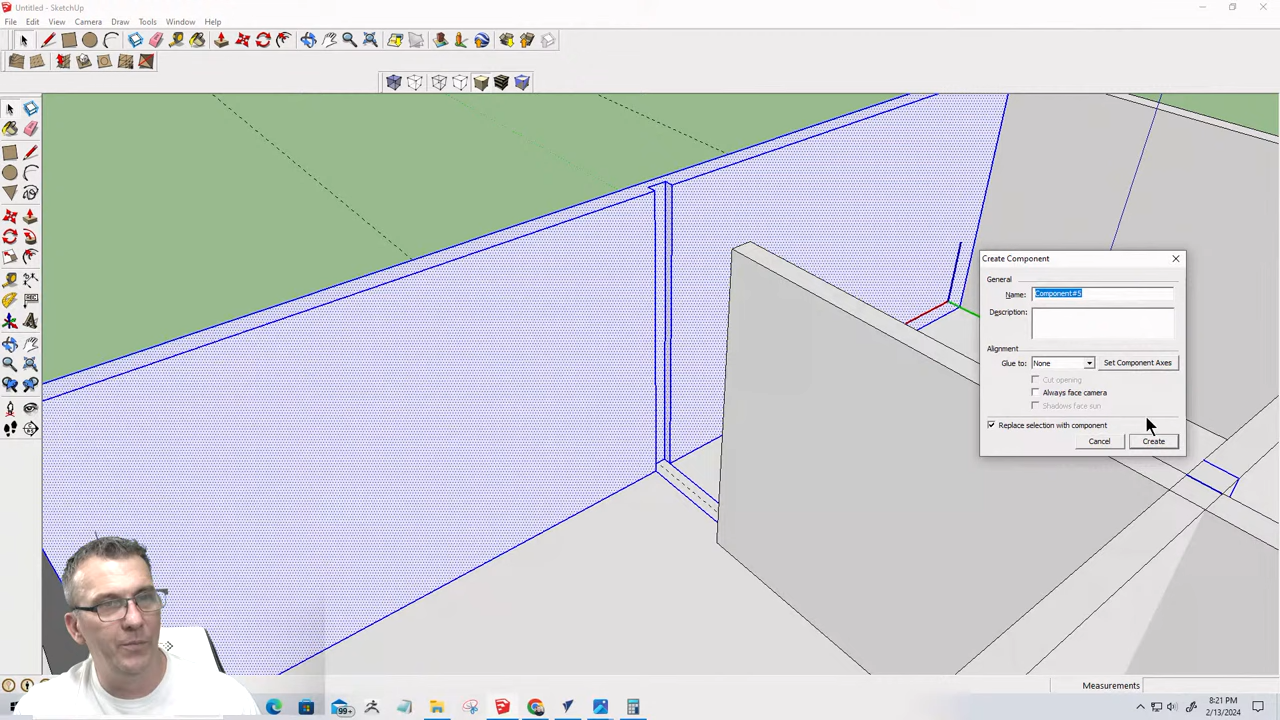 Untitled - SketchUp
File Edit View Camera Draw Tools Window Help
Create Component
General
Name: Component#5
Description:
Alignment
Glue to: None Set Component Axes
Cut opening
Always face camera
Shadows face sun
Replace selection with component
Cancel Create
Measurements
99+
8:21 PM
2/13/2024